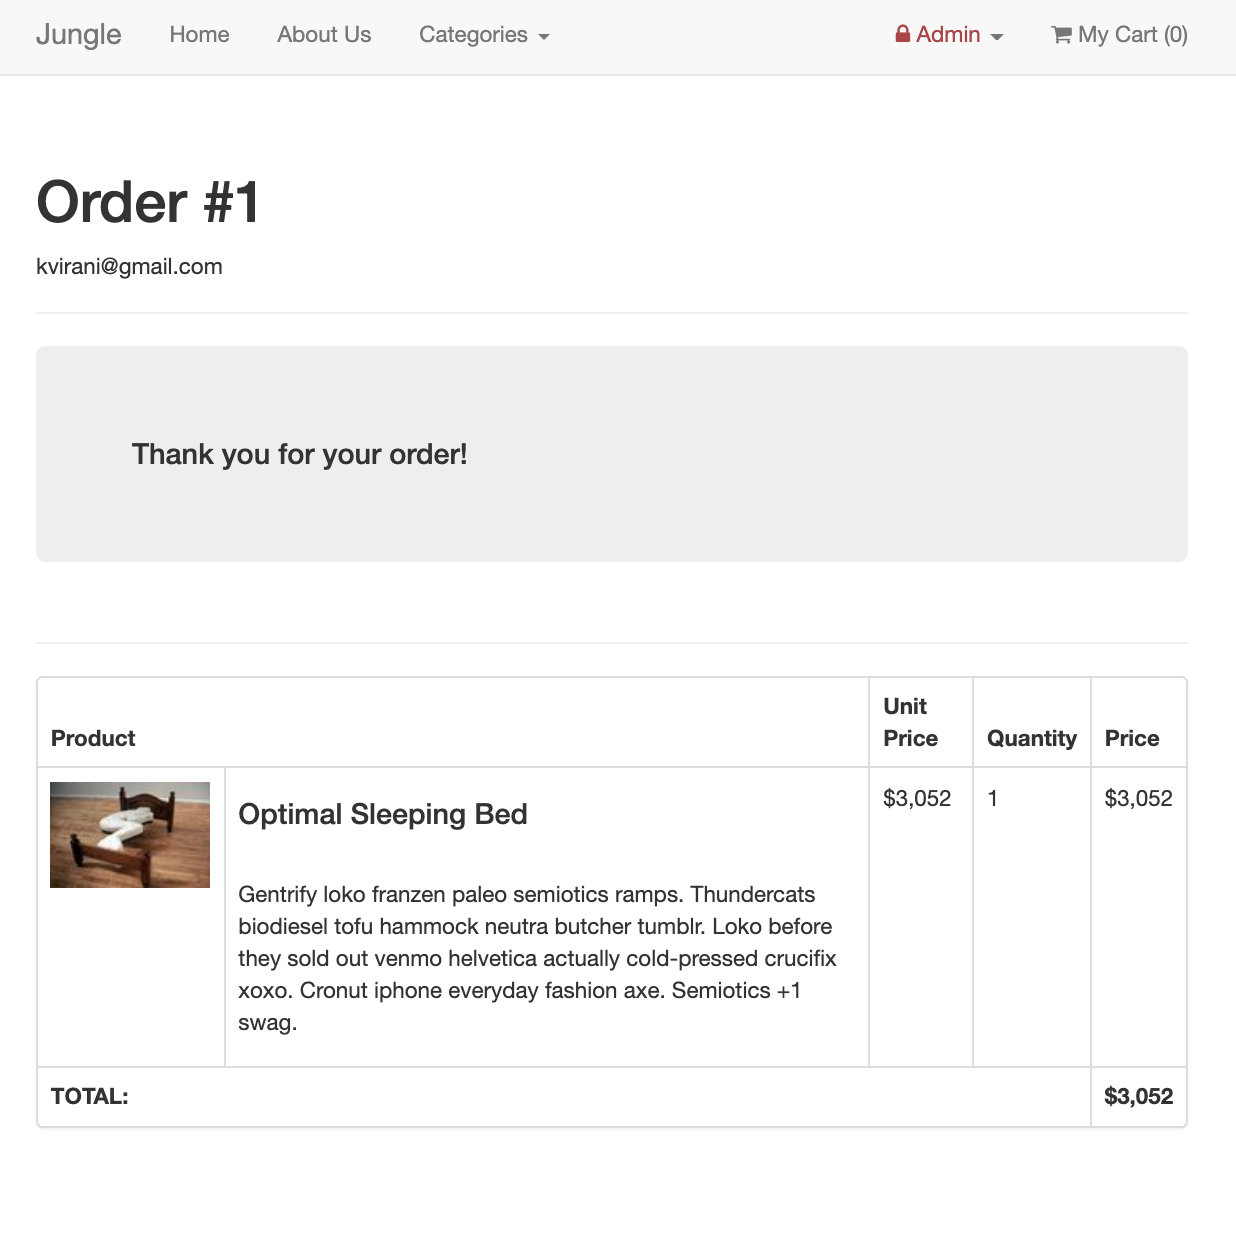 Jungle Home About Us Categories Admin My Cart (0)
Order #1
kvirani@gmail.com
Thank you for your order!
Product Unit Price Quantity Price
Optimal Sleeping Bed $3,052 1 $3,052
Gentrify loko franzen paleo semiotics ramps. Thundercats
biodiesel tofu hammock neutra butcher tumblr. Loko before
they sold out venmo helvetica actually cold-pressed crucifix
xoxo. Cronut iphone everyday fashion axe. Semiotics +1
swag.
TOTAL: $3,052